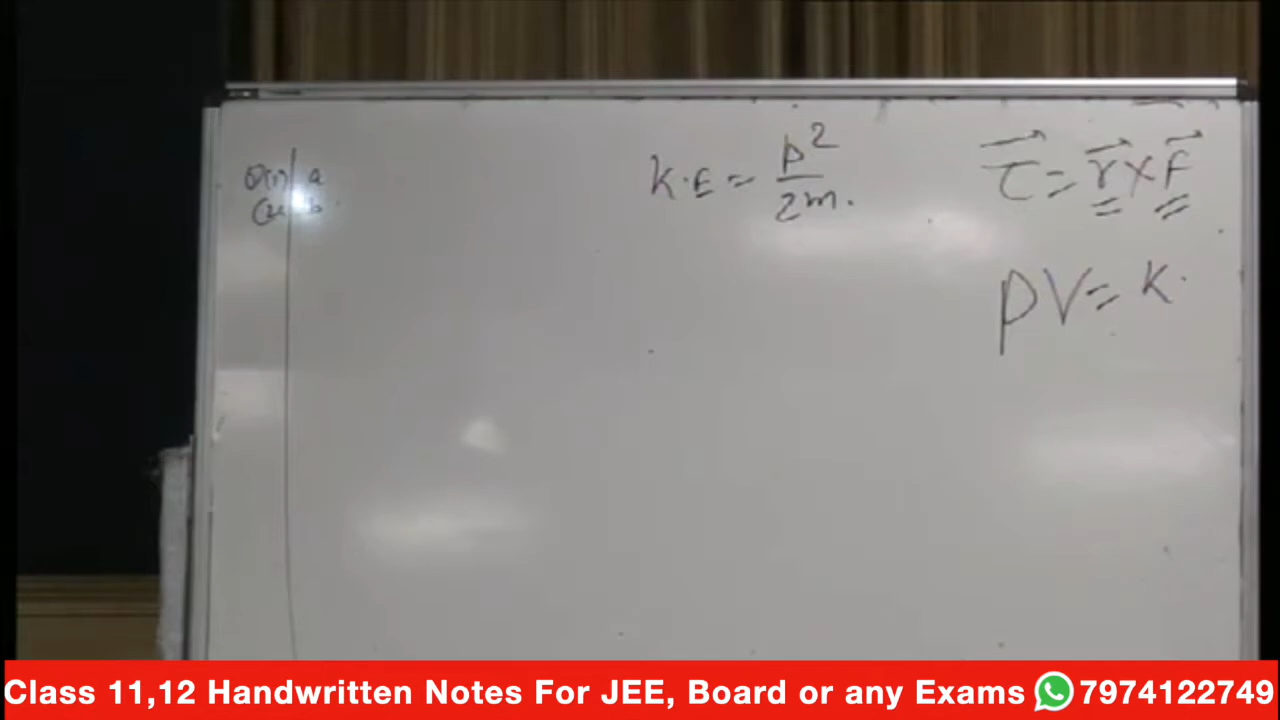 (i) a
b
K.E = p²/2m.
τ⃗ = r⃗ × F⃗
PV = K.
Class 11,12 Handwritten Notes For JEE, Board or any Exams 7974122749